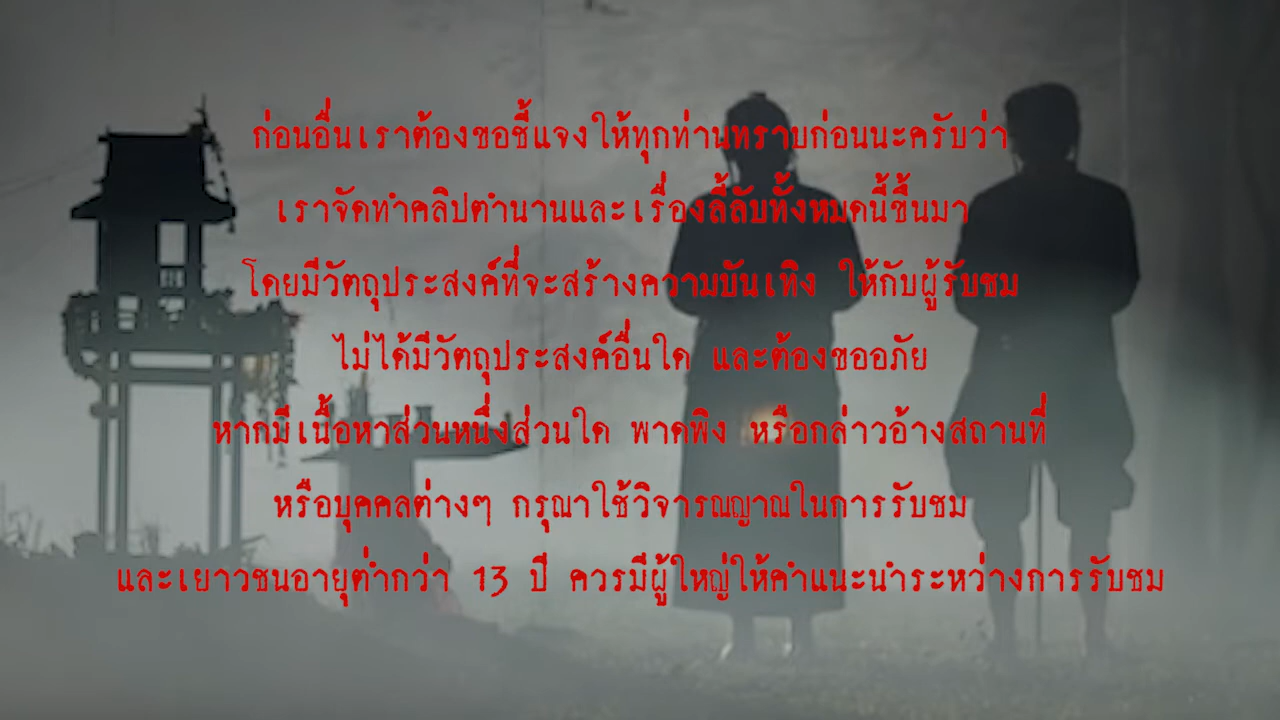 ก่อนอื่นเราต้องขอชี้แจงให้ทุกท่านทราบก่อนนะครับว่า
เราจัดทำคลิปตำนานและเรื่องลี้ลับทั้งหมดนี้ขึ้นมา
โดยมีวัตถุประสงค์ที่จะสร้างความบันเทิง ให้กับผู้รับชม
ไม่ได้มีวัตถุประสงค์อื่นใด และต้องขออภัย
หากมีเนื้อหาส่วนหนึ่งส่วนใด พาดพิง หรือกล่าวอ้างสถานที่
หรือบุคคลต่างๆ กรุณาใช้วิจารณญาณในการรับชม
และเยาวชนอายุต่ำกว่า 13 ปี ควรมีผู้ใหญ่ให้คำแนะนำระหว่างการรับชม